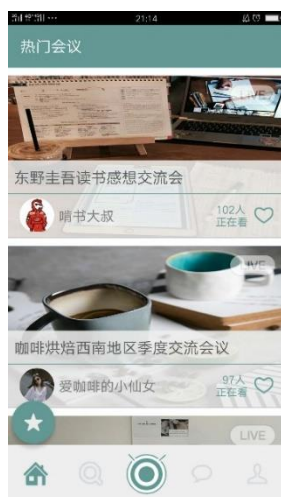 21:14
热门会议
LIVE
东野圭吾读书感想交流会
啃书大叔
102人
正在看
LIVE
咖啡烘焙西南地区季度交流会议
爱咖啡的小仙女
97人
正在看
LIVE